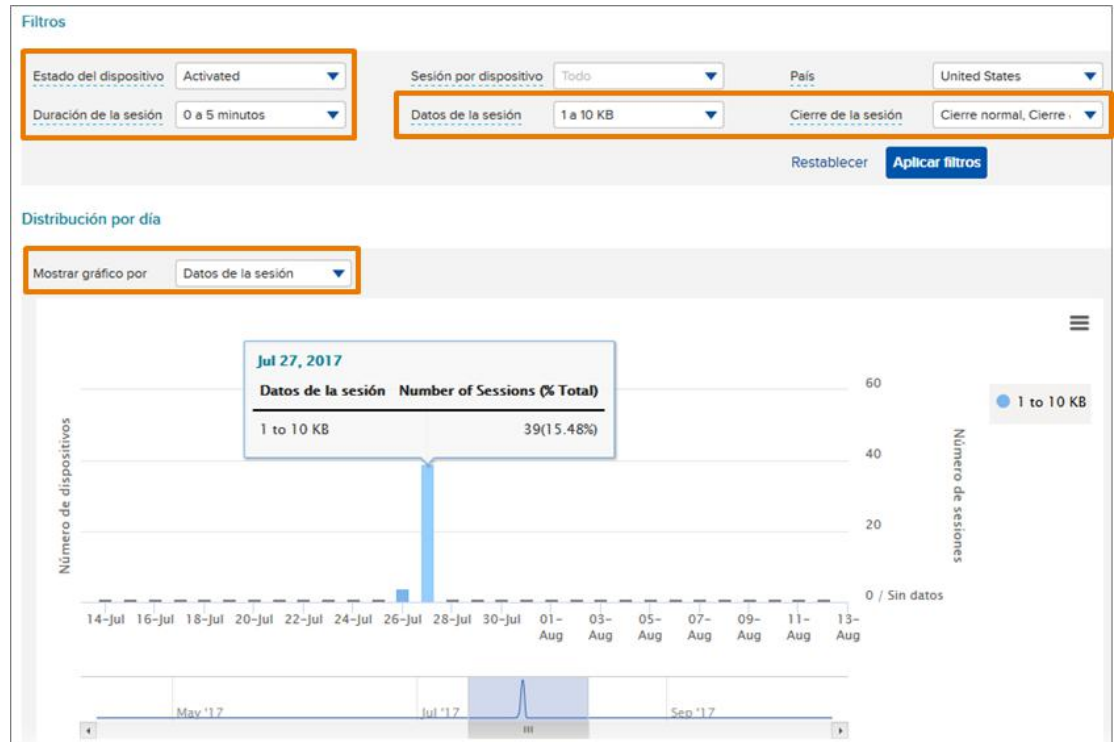 Filtros
Estado del dispositivo Activated Sesión por dispositivo Todo País United States
Duración de la sesión 0 a 5 minutos Datos de la sesión 1 a 10 KB Cierre de la sesión Cierre normal, Cierre
Restablecer Aplicar filtros
Distribución por día
Mostrar gráfico por Datos de la sesión
Jul 27, 2017
Datos de la sesión Number of Sessions (% Total)
1 to 10 KB 39(15.48%)
Número de dispositivos
60
40
20
0 / Sin datos
Número de sesiones
1 to 10 KB
14-Jul 16-Jul 18-Jul 20-Jul 22-Jul 24-Jul 26-Jul 28-Jul 30-Jul 01-Aug 03-Aug 05-Aug 07-Aug 09-Aug 11-Aug 13-Aug
May '17 Jul '17 Sep '17